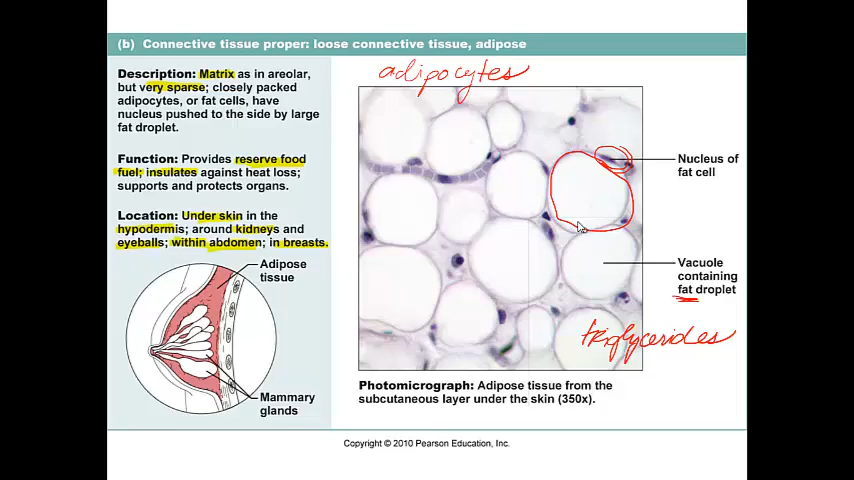 (b) Connective tissue proper: loose connective tissue, adipose
Description: Matrix as in areolar,
but very sparse; closely packed
adipocytes, or fat cells, have
nucleus pushed to the side by large
fat droplet.
Function: Provides reserve food
fuel; insulates against heat loss;
supports and protects organs.
Location: Under skin in the
hypodermis; around kidneys and
eyeballs; within abdomen; in breasts.
Adipose
tissue
Mammary
glands
adipocytes
Nucleus of
fat cell
Vacuole
containing
fat droplet
triglycerides
Photomicrograph: Adipose tissue from the
subcutaneous layer under the skin (350x).
Copyright © 2010 Pearson Education, Inc.